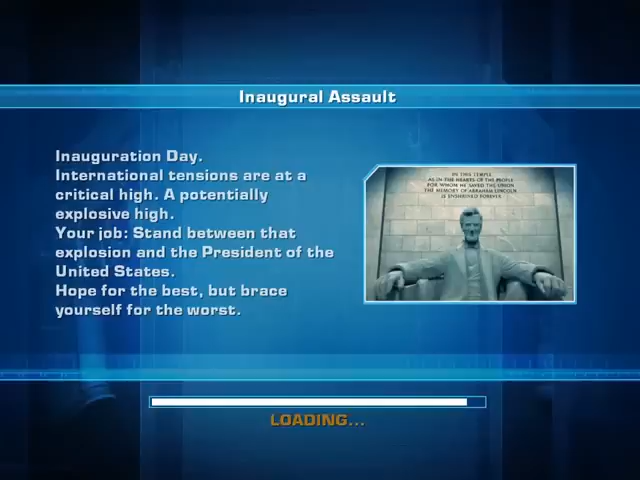 Inaugural Assault
Inauguration Day.
International tensions are at a
critical high. A potentially
explosive high.
Your job: Stand between that
explosion and the President of the
United States.
Hope for the best, but brace
yourself for the worst.
IN THIS TEMPLE
AS IN THE HEARTS OF THE PEOPLE
FOR WHOM HE SAVED THE UNION
THE MEMORY OF ABRAHAM LINCOLN
IS ENSHRINED FOREVER
LOADING...